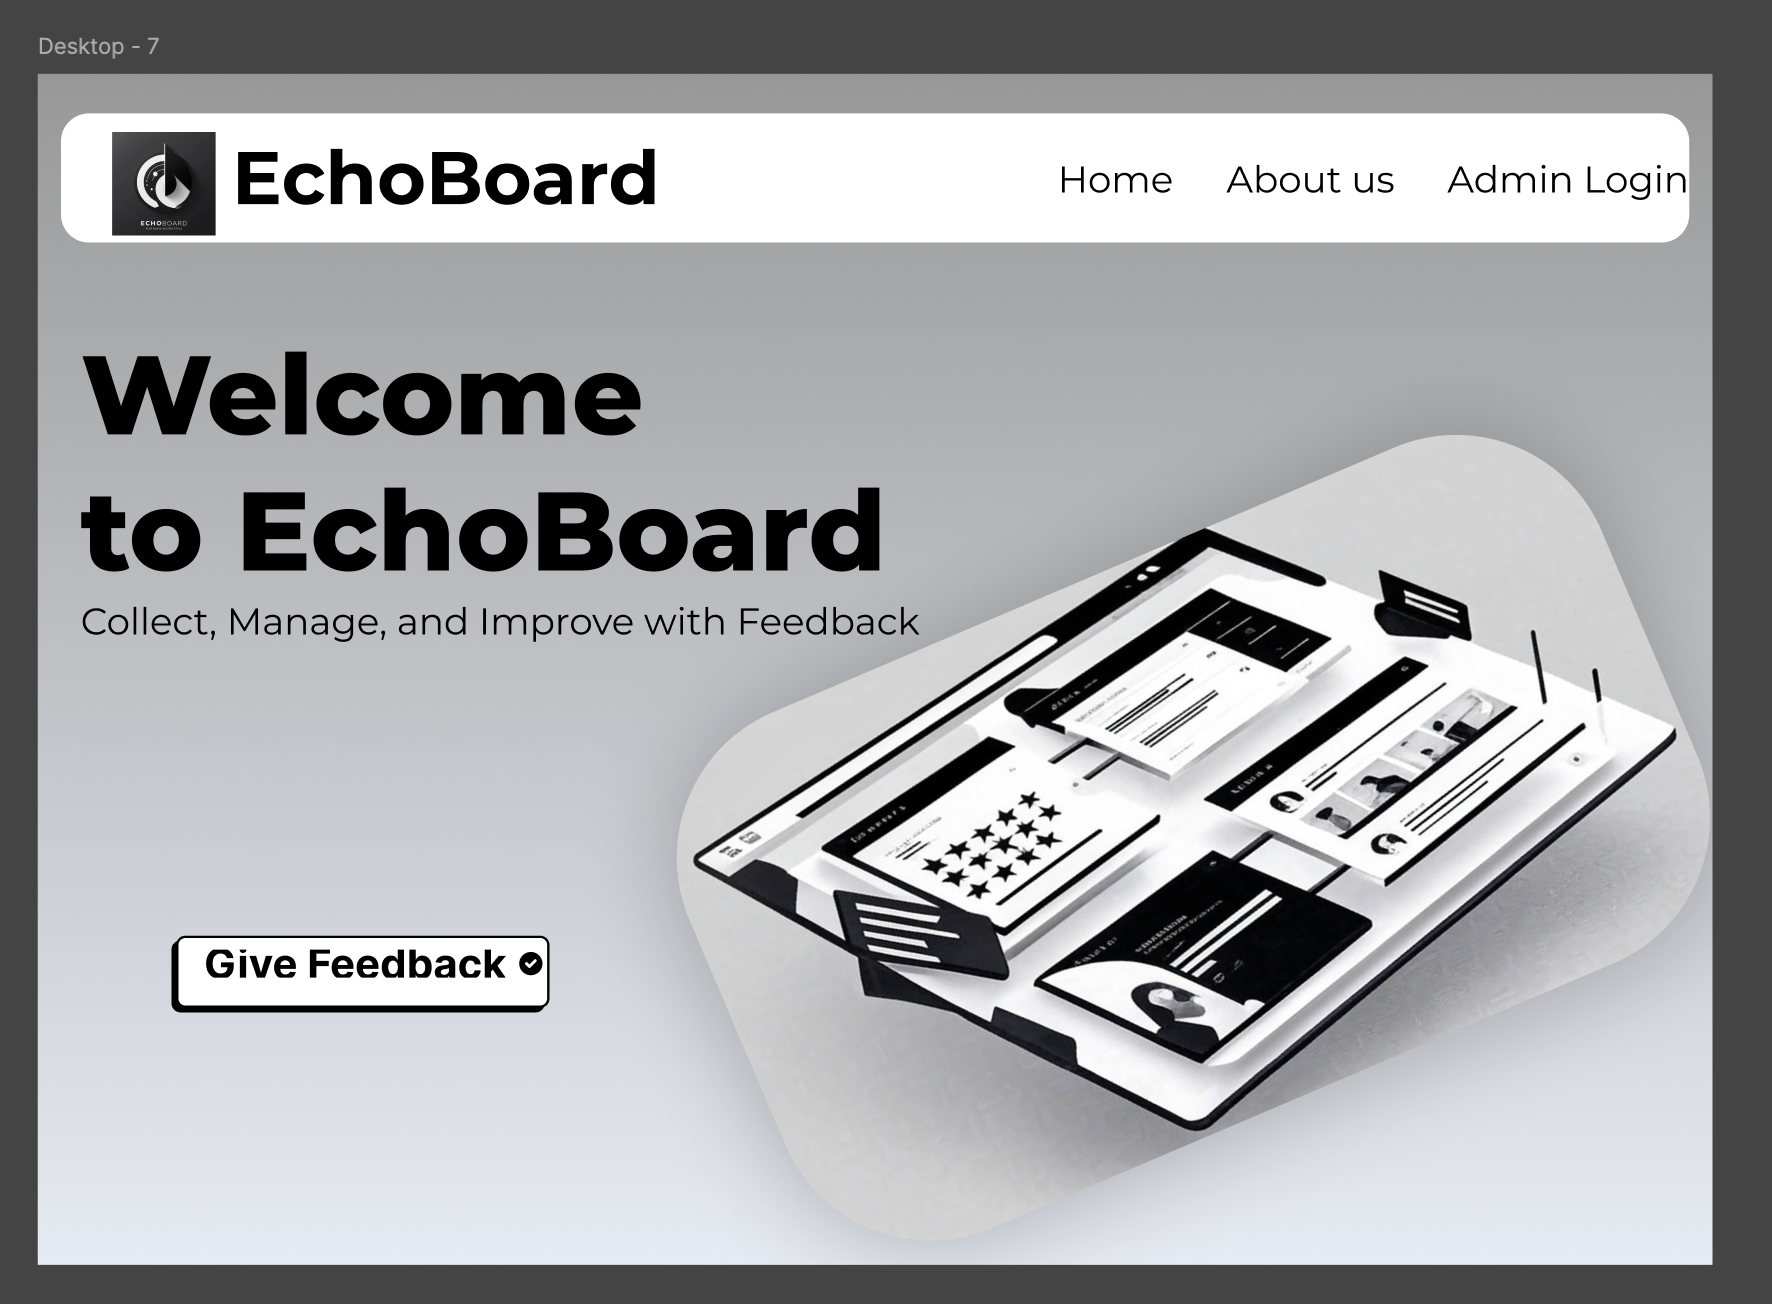 Desktop - 7
ECHOBOARD
EchoBoard
Home
About us
Admin Login
Welcome
to EchoBoard
Collect, Manage, and Improve with Feedback
Give Feedback